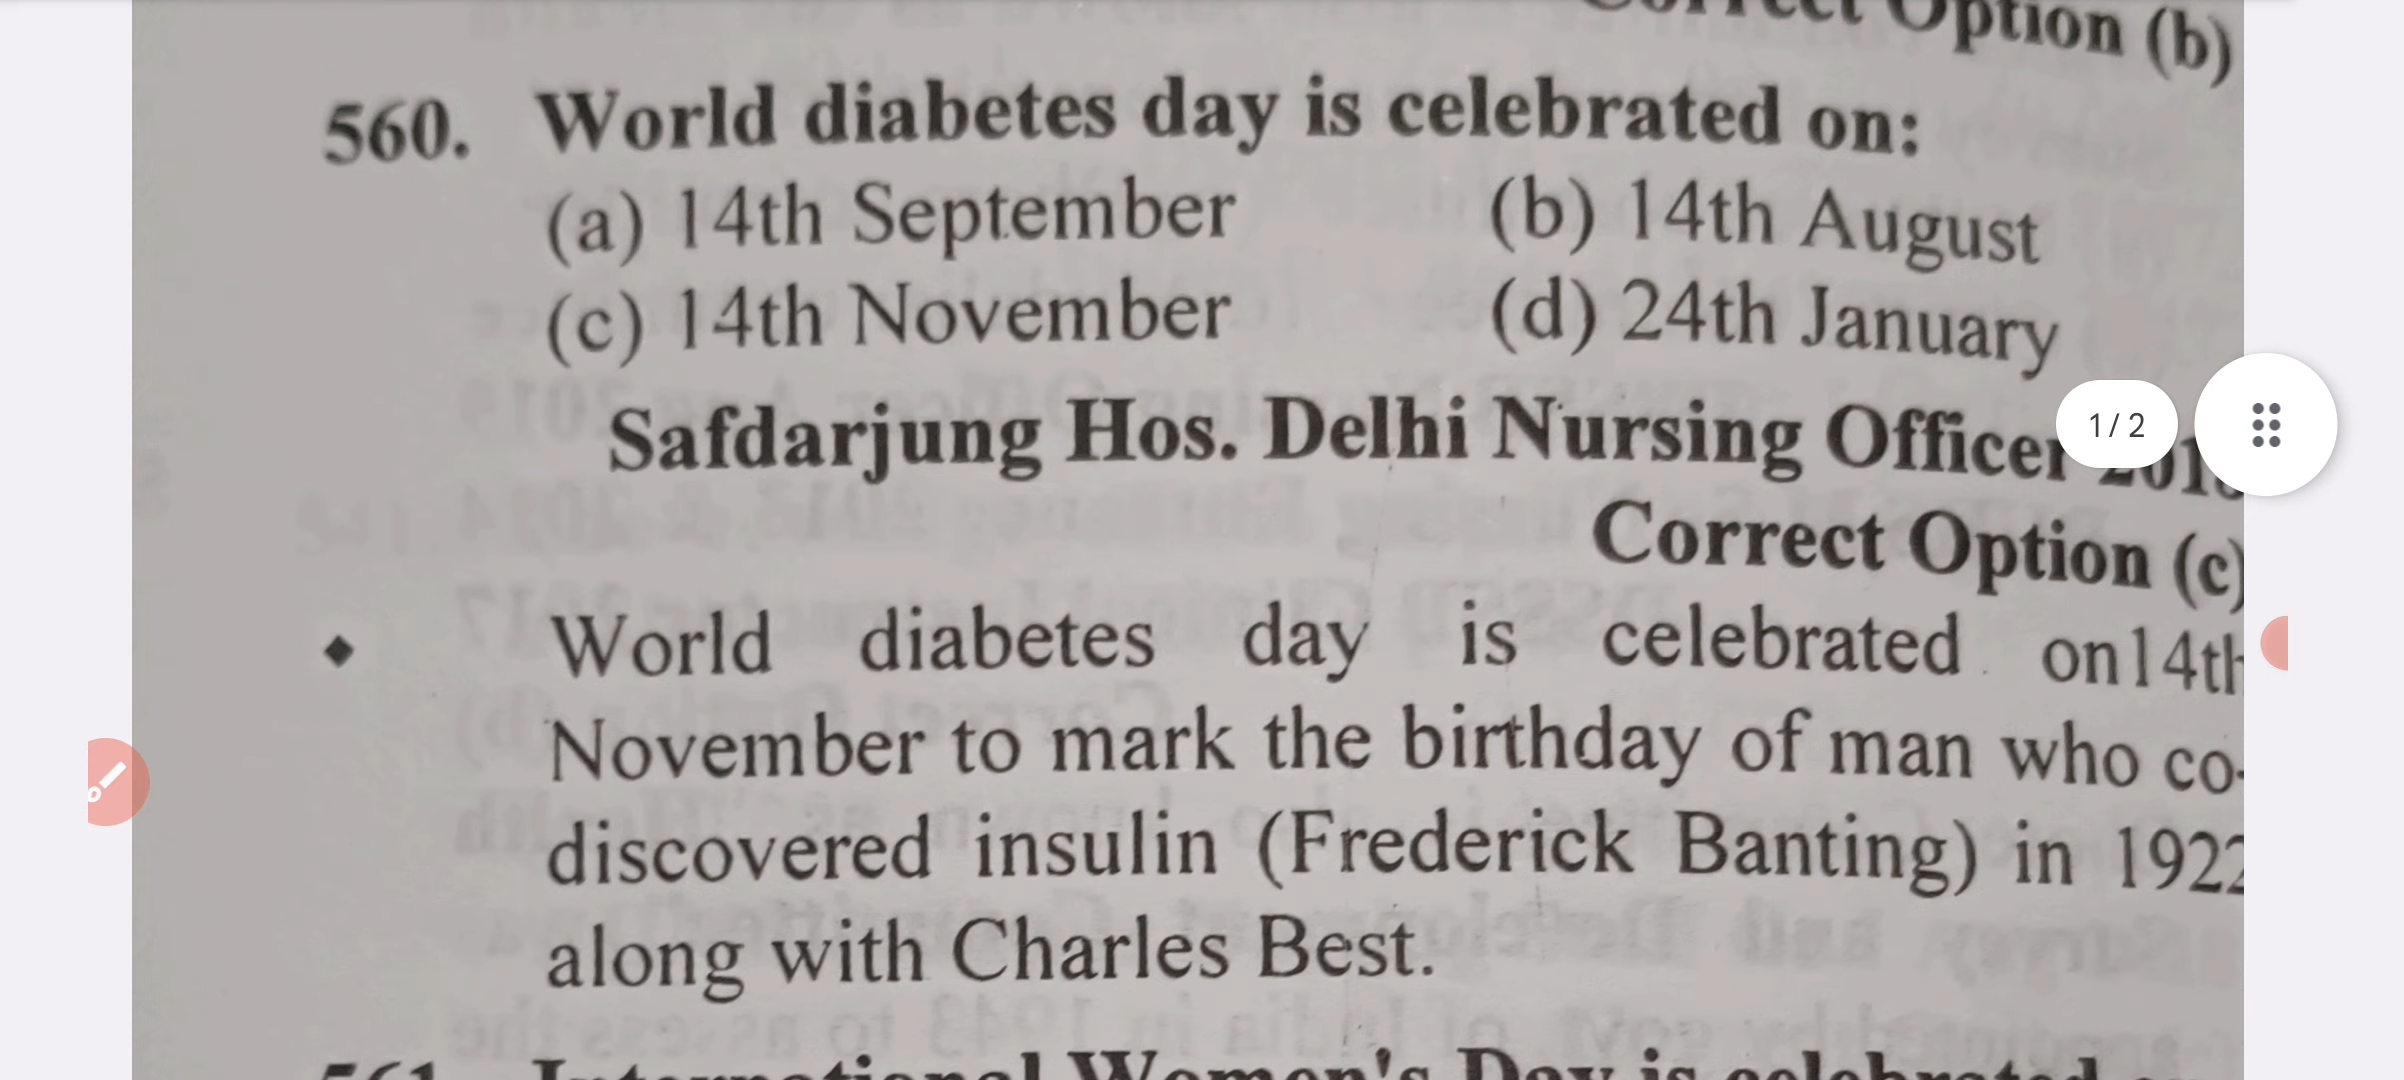 Correct Option (b)
560. World diabetes day is celebrated on:
(a) 14th September (b) 14th August
(c) 14th November (d) 24th January
Safdarjung Hos. Delhi Nursing Officer
1/2
Correct Option (c)
World diabetes day is celebrated on14th
November to mark the birthday of man who co-
discovered insulin (Frederick Banting) in 1922
along with Charles Best.
561. International Women's Day is celebrated